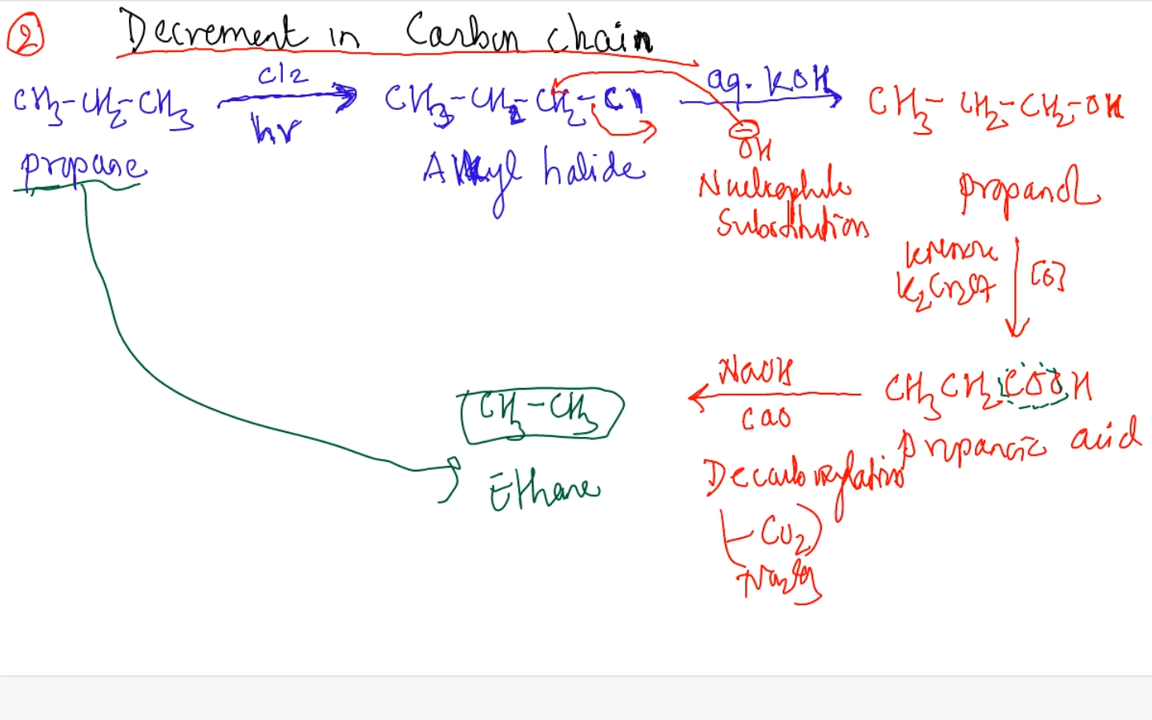 ② Decrement in Carbon chain
CH3-CH2-CH3 Cl2 hν CH3-CH2-CH2-Cl aq. KOH CH3-CH2-CH2-OH
⊖OH
propane Alkyl halide Nucleophile Substitution propanol
KMnO4
K2Cr2O7 [O]
CH3-CH3 NaOH CaO CH3CH2COOH
Ethane Decarboxylation Propanoic acid
(-CO2)